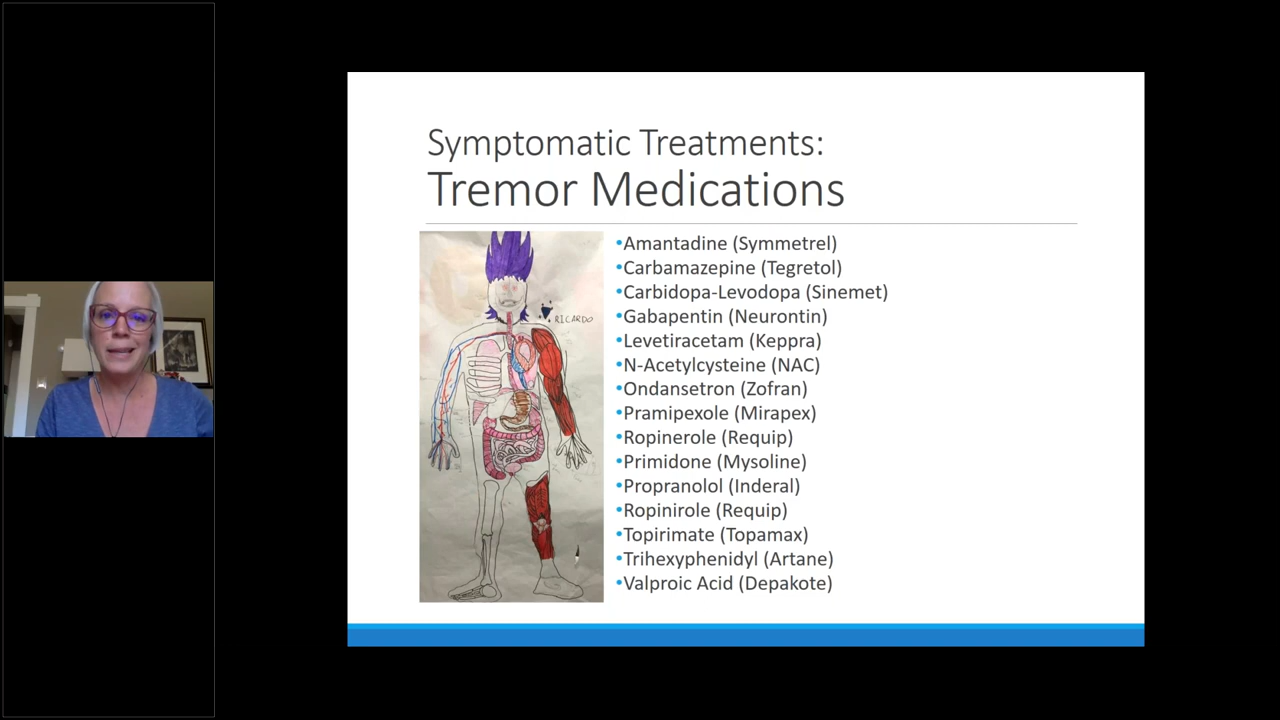 Symptomatic Treatments:
Tremor Medications
RICARDO
•Amantadine (Symmetrel)
•Carbamazepine (Tegretol)
•Carbidopa-Levodopa (Sinemet)
•Gabapentin (Neurontin)
•Levetiracetam (Keppra)
•N-Acetylcysteine (NAC)
•Ondansetron (Zofran)
•Pramipexole (Mirapex)
•Ropinerole (Requip)
•Primidone (Mysoline)
•Propranolol (Inderal)
•Ropinirole (Requip)
•Topirimate (Topamax)
•Trihexyphenidyl (Artane)
•Valproic Acid (Depakote)